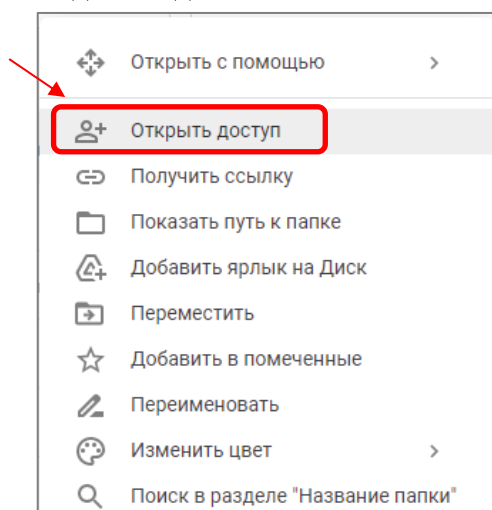 Открыть с помощью
Открыть доступ
Получить ссылку
Показать путь к папке
Добавить ярлык на Диск
Переместить
Добавить в помеченные
Переименовать
Изменить цвет
Поиск в разделе "Название папки"